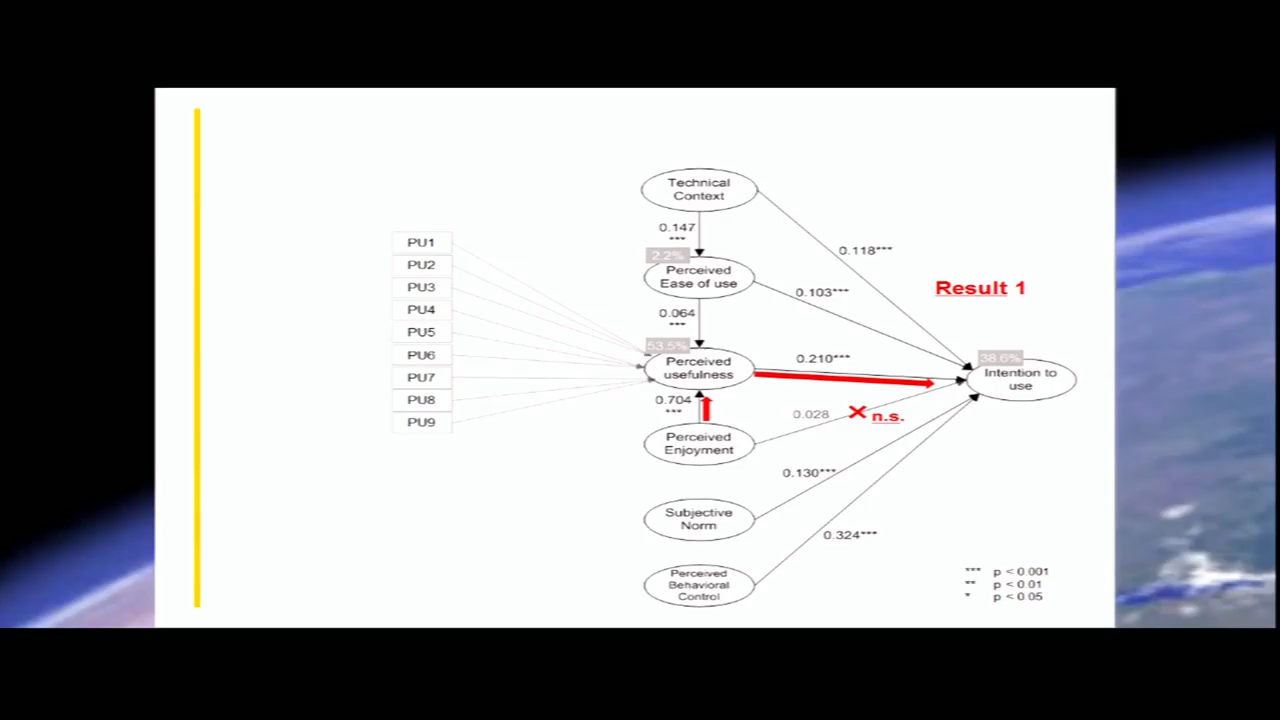 Technical
Context
0.147
***
2.2%
Perceived
Ease of use
0.064
***
53.5%
Perceived
usefulness
0.704
***
Perceived
Enjoyment
Subjective
Norm
Perceived
Behavioral
Control
PU1
PU2
PU3
PU4
PU5
PU6
PU7
PU8
PU9
0.118***
0.103***
0.210***
0.028
n.s.
0.130***
0.324***
Result 1
38.6%
Intention to
use
*** p < 0.001
** p < 0.01
* p < 0.05